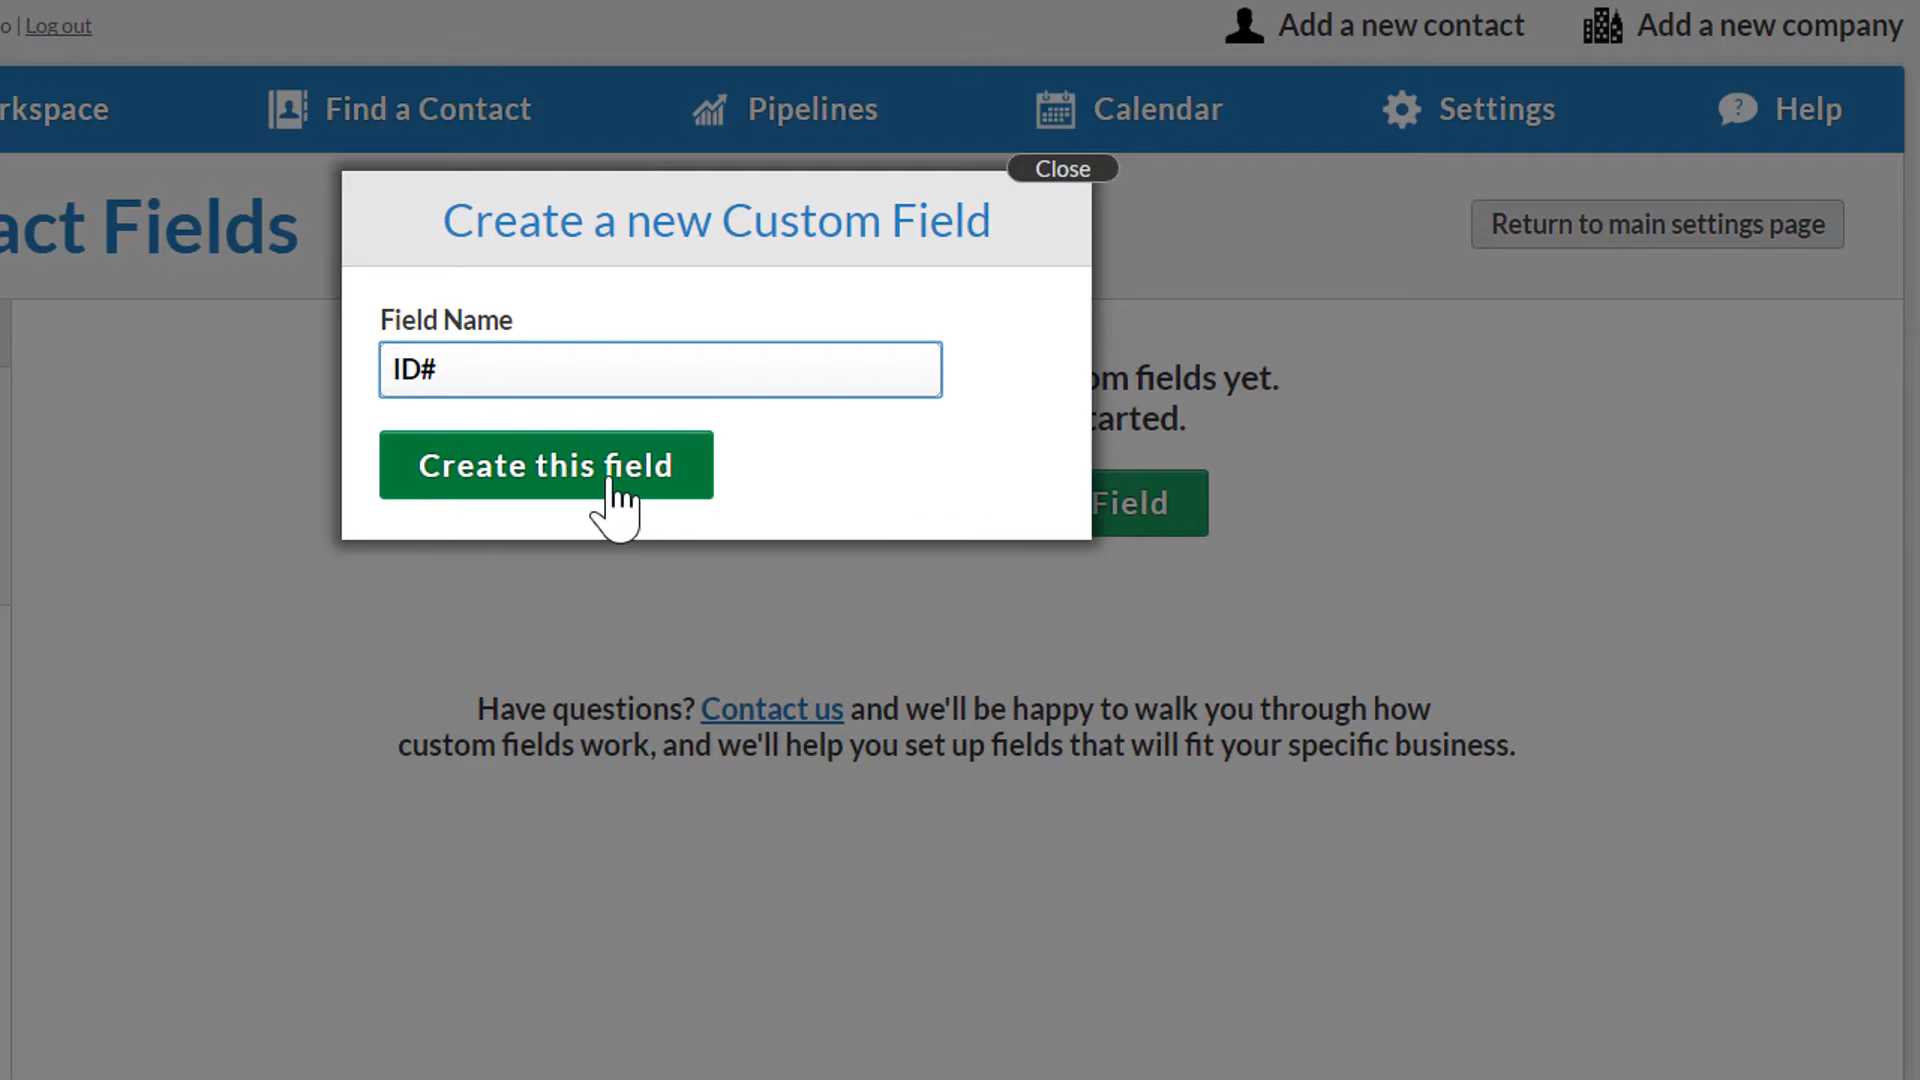 o | Log out
Add a new contact
Add a new company
rkspace
Find a Contact
Pipelines
Calendar
Settings
Help
Close
act Fields
Create a new Custom Field
Return to main settings page
Field Name
ID#
om fields yet.
tarted.
Create this field
Field
Have questions? Contact us and we'll be happy to walk you through how
custom fields work, and we'll help you set up fields that will fit your specific business.